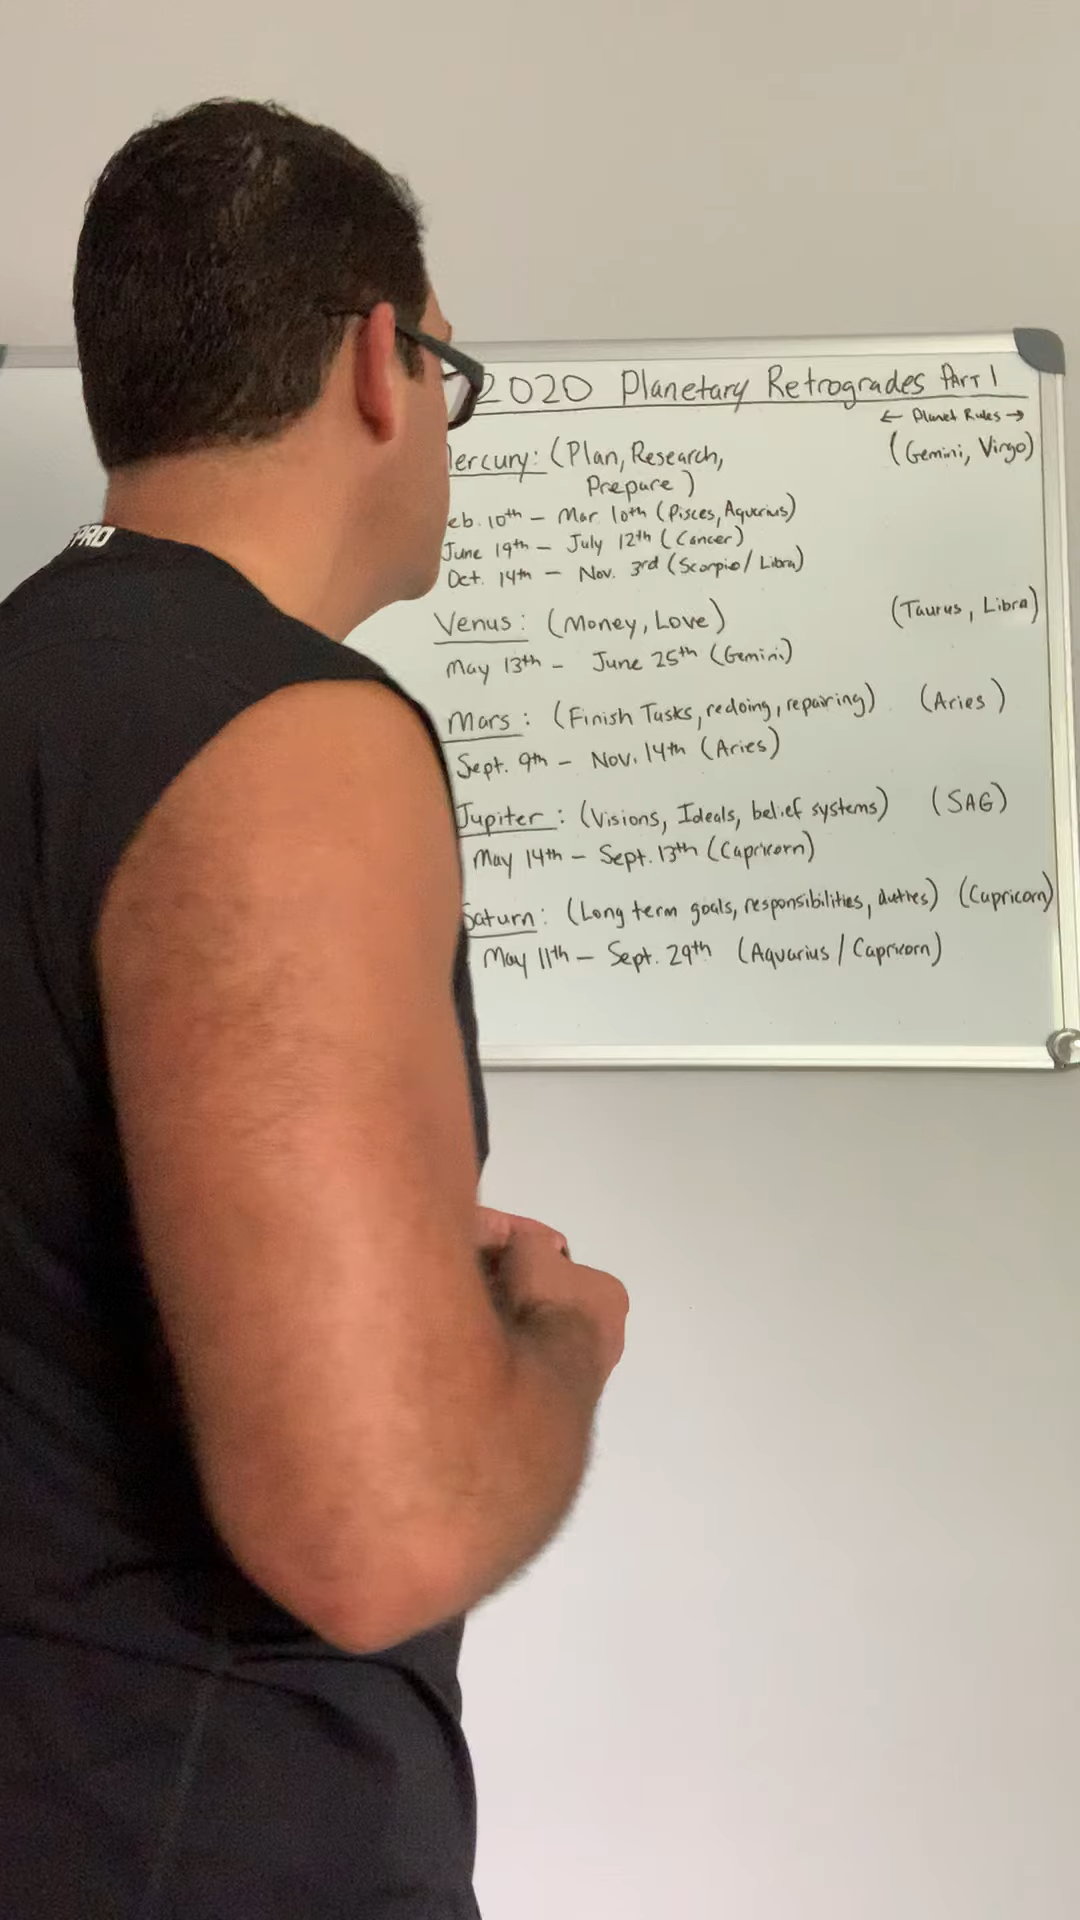 2020 Planetary Retrogrades PART 1
← Planet Rules →
Mercury: (Plan, Research, (Gemini, Virgo)
Prepare)
Feb. 10th – Mar. 10th (Pisces, Aquarius)
June 19th – July 12th (Cancer)
Oct. 14th – Nov. 3rd (Scorpio/Libra)
Venus: (Money, Love) (Taurus, Libra)
May 13th – June 25th (Gemini)
Mars: (Finish Tasks, redoing, repairing) (Aries)
Sept. 9th – Nov. 14th (Aries)
Jupiter: (Visions, Ideals, belief systems) (SAG)
May 14th – Sept. 13th (Capricorn)
Saturn: (Long term goals, responsibilities, duties) (Capricorn)
May 11th – Sept. 29th (Aquarius/Capricorn)
PRO